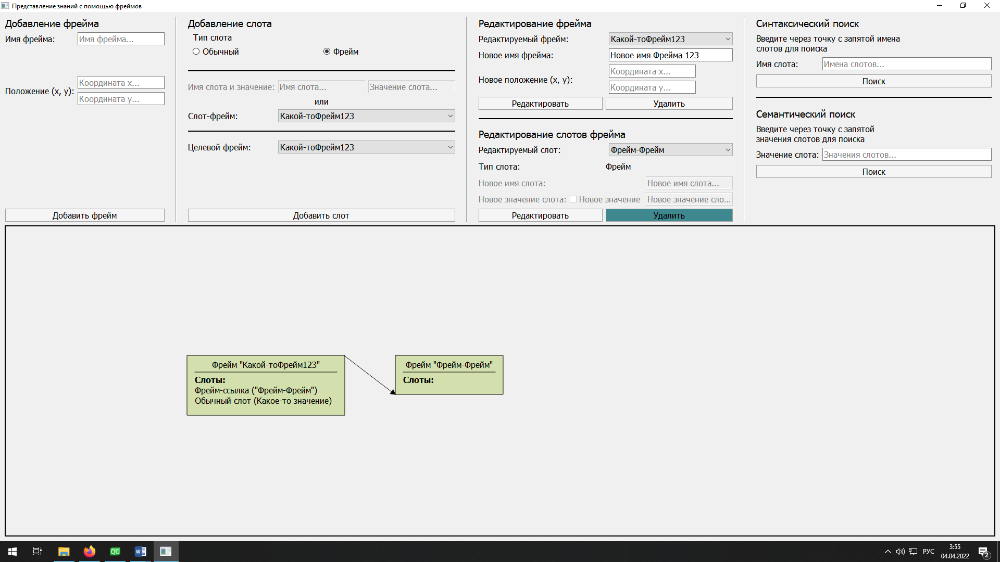 Представление знаний с помощью фреймов
Добавление фрейма
Имя фрейма:
Имя фрейма...
Положение (x, y):
Координата x...
Координата y...
Добавить фрейм
Добавление слота
Тип слота
Обычный
Фрейм
Имя слота и значение:
Имя слота...
Значение слота...
или
Слот-фрейм:
Какой-тоФрейм123
Целевой фрейм:
Какой-тоФрейм123
Добавить слот
Редактирование фрейма
Редактируемый фрейм:
Какой-тоФрейм123
Новое имя фрейма:
Новое имя Фрейма 123
Новое положение (x, y):
Координата x...
Координата y...
Редактировать
Удалить
Редактирование слотов фрейма
Редактируемый слот:
Фрейм-Фрейм
Тип слота:
Фрейм
Новое имя слота:
Новое имя слота...
Новое значение слота:
Новое значение
Новое значение сло...
Редактировать
Удалить
Синтаксический поиск
Введите через точку с запятой имена
слотов для поиска
Имя слота:
Имена слотов...
Поиск
Семантический поиск
Введите через точку с запятой
значения слотов для поиска
Значение слота:
Значения слотов...
Поиск
Фрейм "Какой-тоФрейм123"
Слоты:
Фрейм-ссылка ("Фрейм-Фрейм")
Обычный слот (Какое-то значение)
Фрейм "Фрейм-Фрейм"
Слоты:
QC
W
РУС
3:55
04.04.2022
2